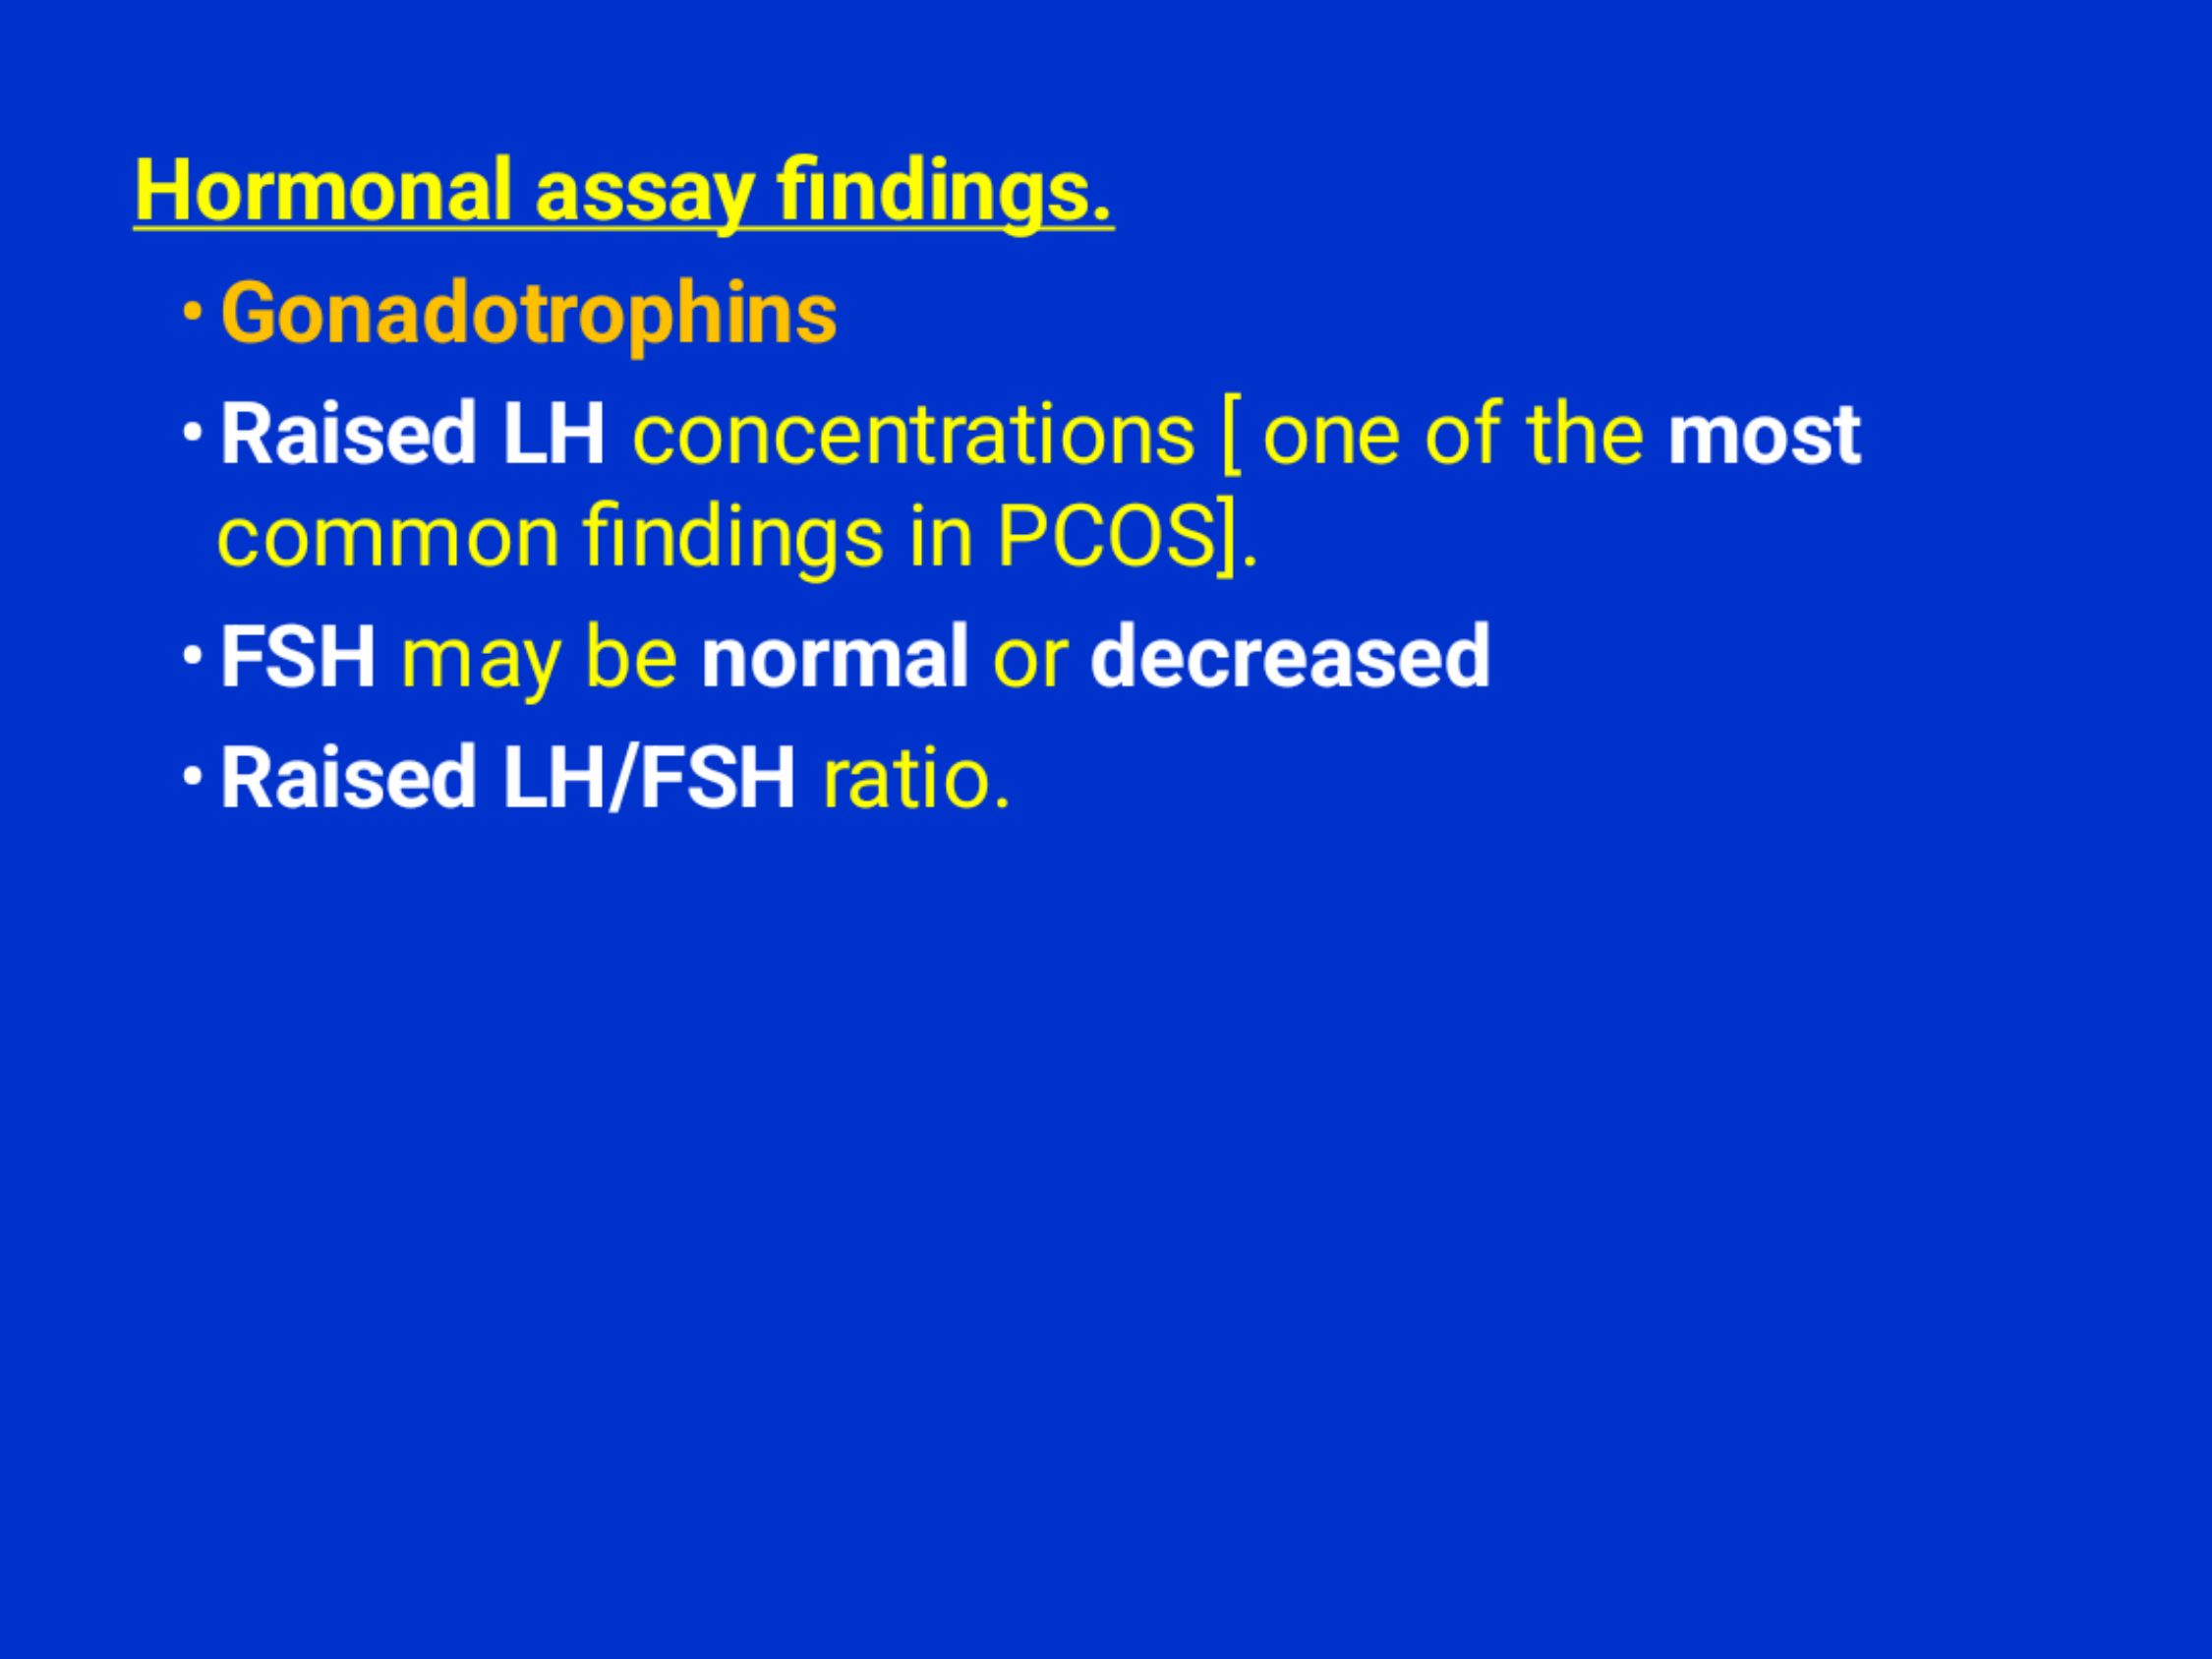 Hormonal assay findings.
• Gonadotrophins
• Raised LH concentrations [ one of the most
common findings in PCOS].
• FSH may be normal or decreased
• Raised LH/FSH ratio.